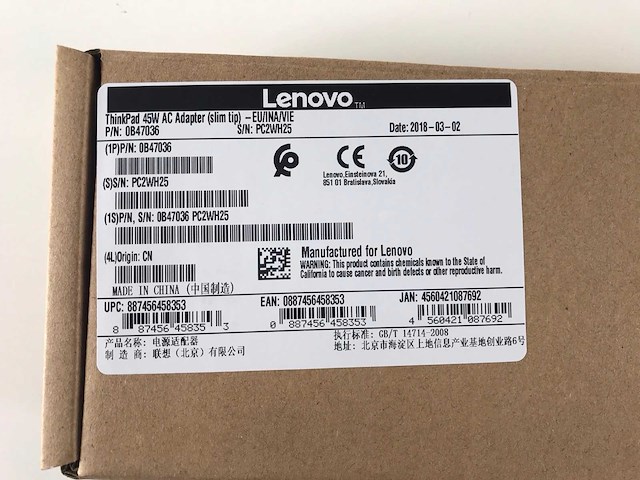 Lenovo TM
ThinkPad 45W AC Adapter (slim tip) -EU/INA/VIE
P/N: 0B47036 S/N: PC2WH25 Date: 2018-03-02
(1P)P/N: 0B47036
(S)S/N: PC2WH25
(1S)P/N, S/N: 0B47036 PC2WH25
CE
10
Lenovo,Einsteinova 21,
851 01 Bratislava,Slovakia
(4L)Origin: CN
MADE IN CHINA (中国制造)
Manufactured for Lenovo
WARNING: This product contains chemicals known to the State of
California to cause cancer and birth defects or other reproductive harm.
UPC: 887456458353 EAN: 0887456458353 JAN: 4560421087692
8 87456 45835 3 0 887456 458353 4 560421 087692
产品名称: 电源适配器
制 造 商: 联想（北京）有限公司
执行标准: GB/T 14714-2008
地址: 北京市海淀区上地信息产业基地创业路6号